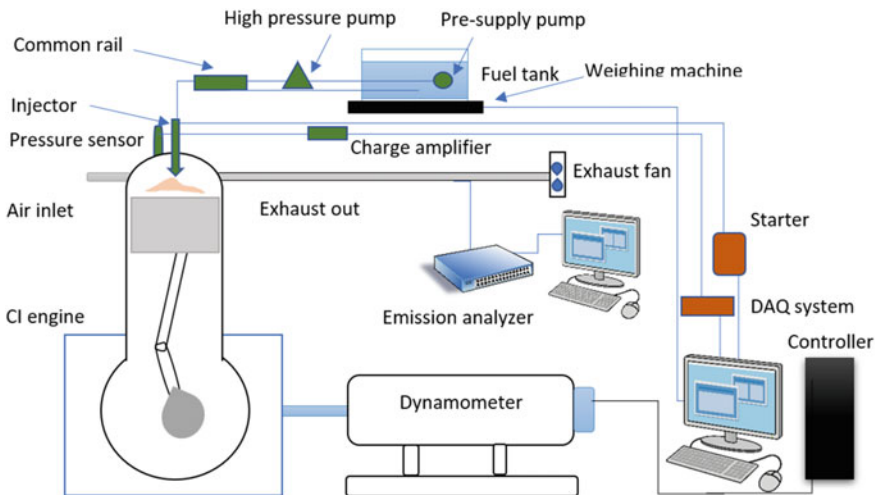 High pressure pump
Pre-supply pump
Common rail
Fuel tank
Weighing machine
Injector
Pressure sensor
Charge amplifier
Exhaust fan
Air inlet
Exhaust out
Starter
CI engine
Emission analyzer
DAQ system
Controller
Dynamometer